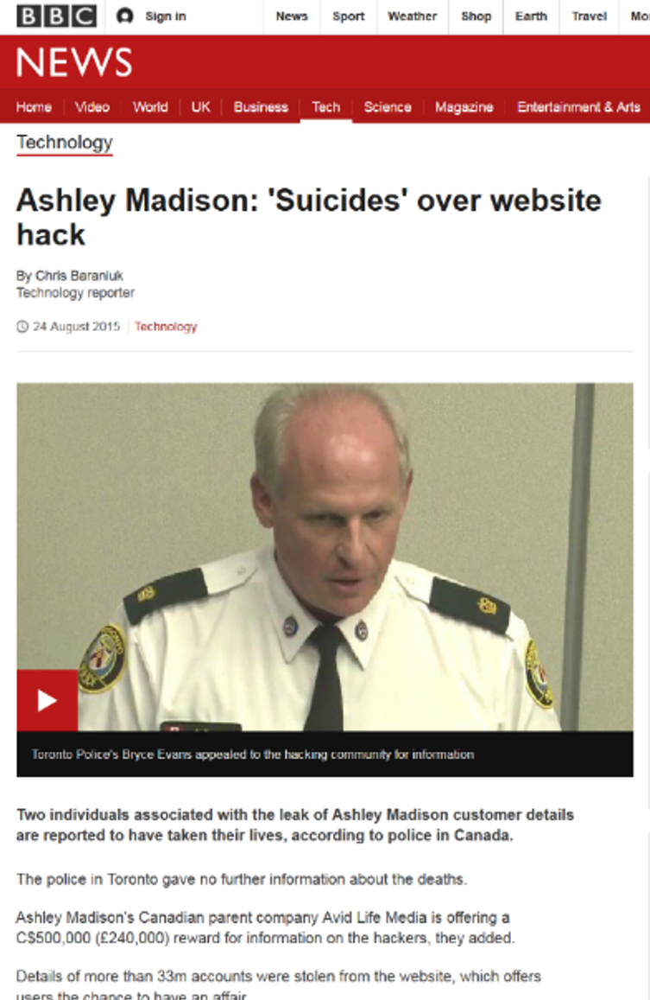 BBC Sign in News Sport Weather Shop Earth Travel Mo
NEWS
Home Video World UK Business Tech Science Magazine Entertainment & Arts
Technology
Ashley Madison: 'Suicides' over website
hack
By Chris Baraniuk
Technology reporter
24 August 2015 Technology
Toronto Police's Bryce Evans appealed to the hacking community for information
Two individuals associated with the leak of Ashley Madison customer details
are reported to have taken their lives, according to police in Canada.
The police in Toronto gave no further information about the deaths.
Ashley Madison's Canadian parent company Avid Life Media is offering a
C$500,000 (£240,000) reward for information on the hackers, they added.
Details of more than 33m accounts were stolen from the website, which offers
users the chance to have an affair